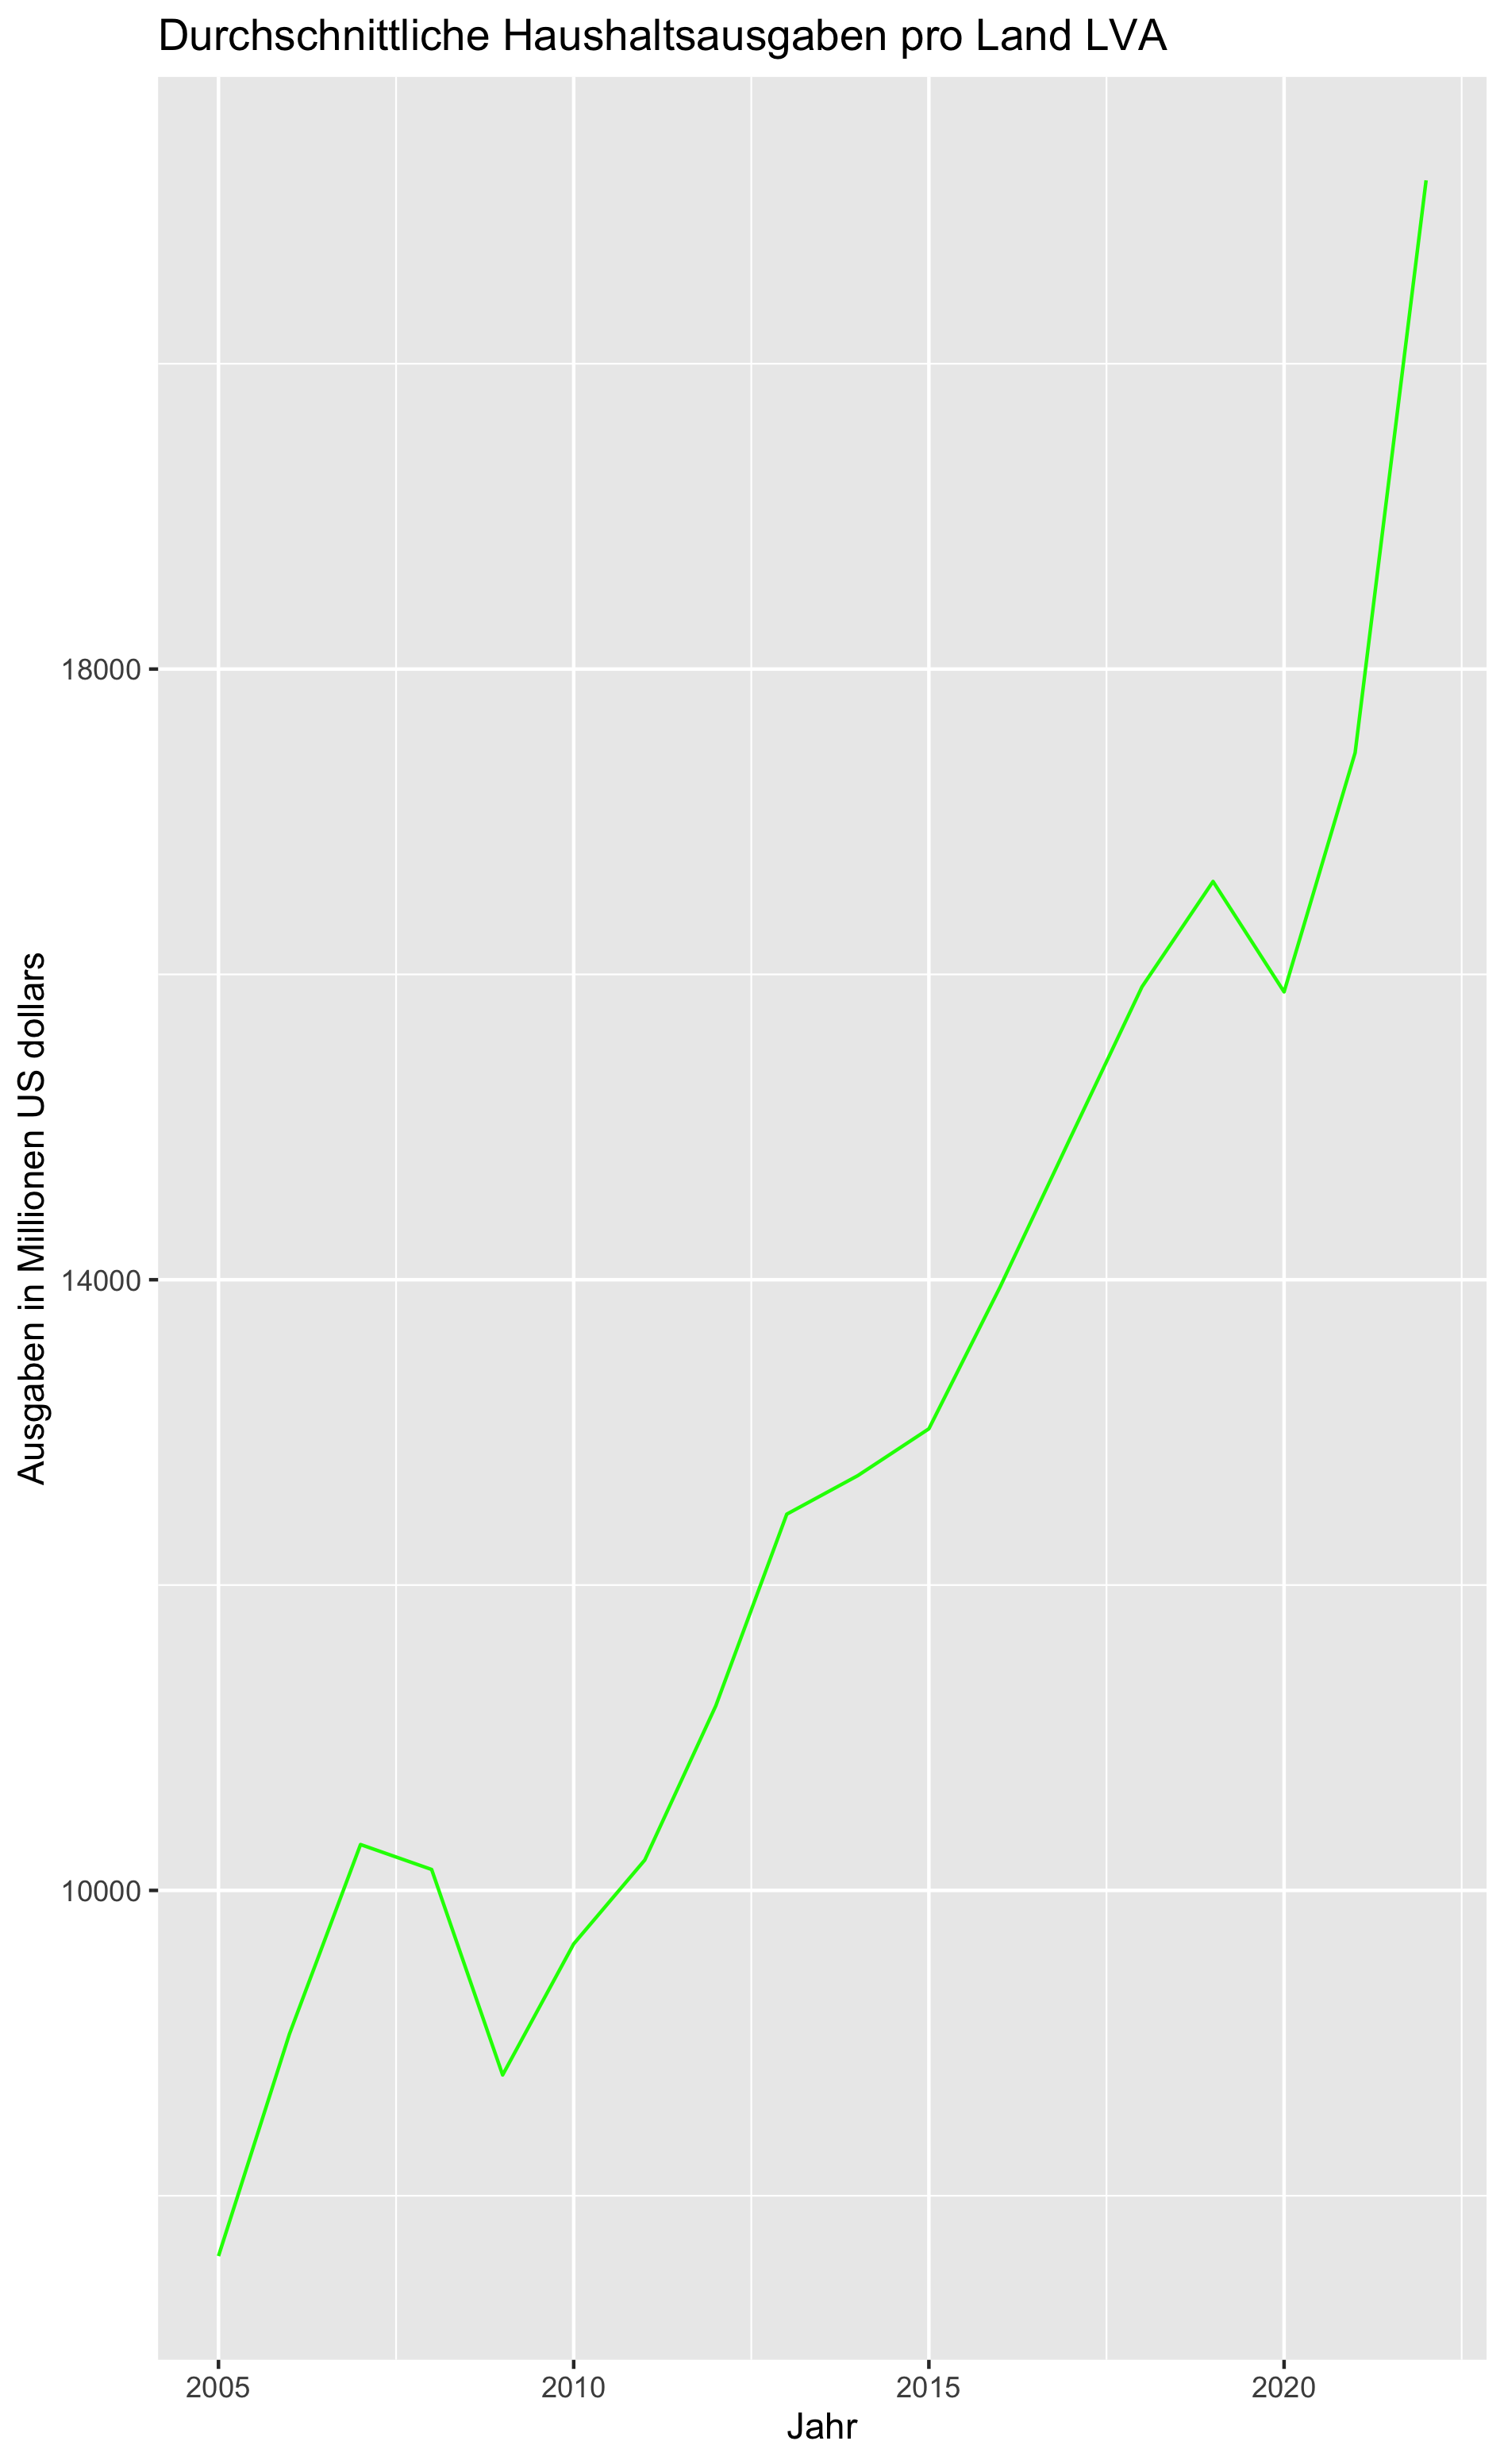 Durchschnittliche Haushaltsausgaben pro Land LVA
Ausgaben in Millionen US dollars
18000
14000
10000
2005 2010 2015 2020
Jahr